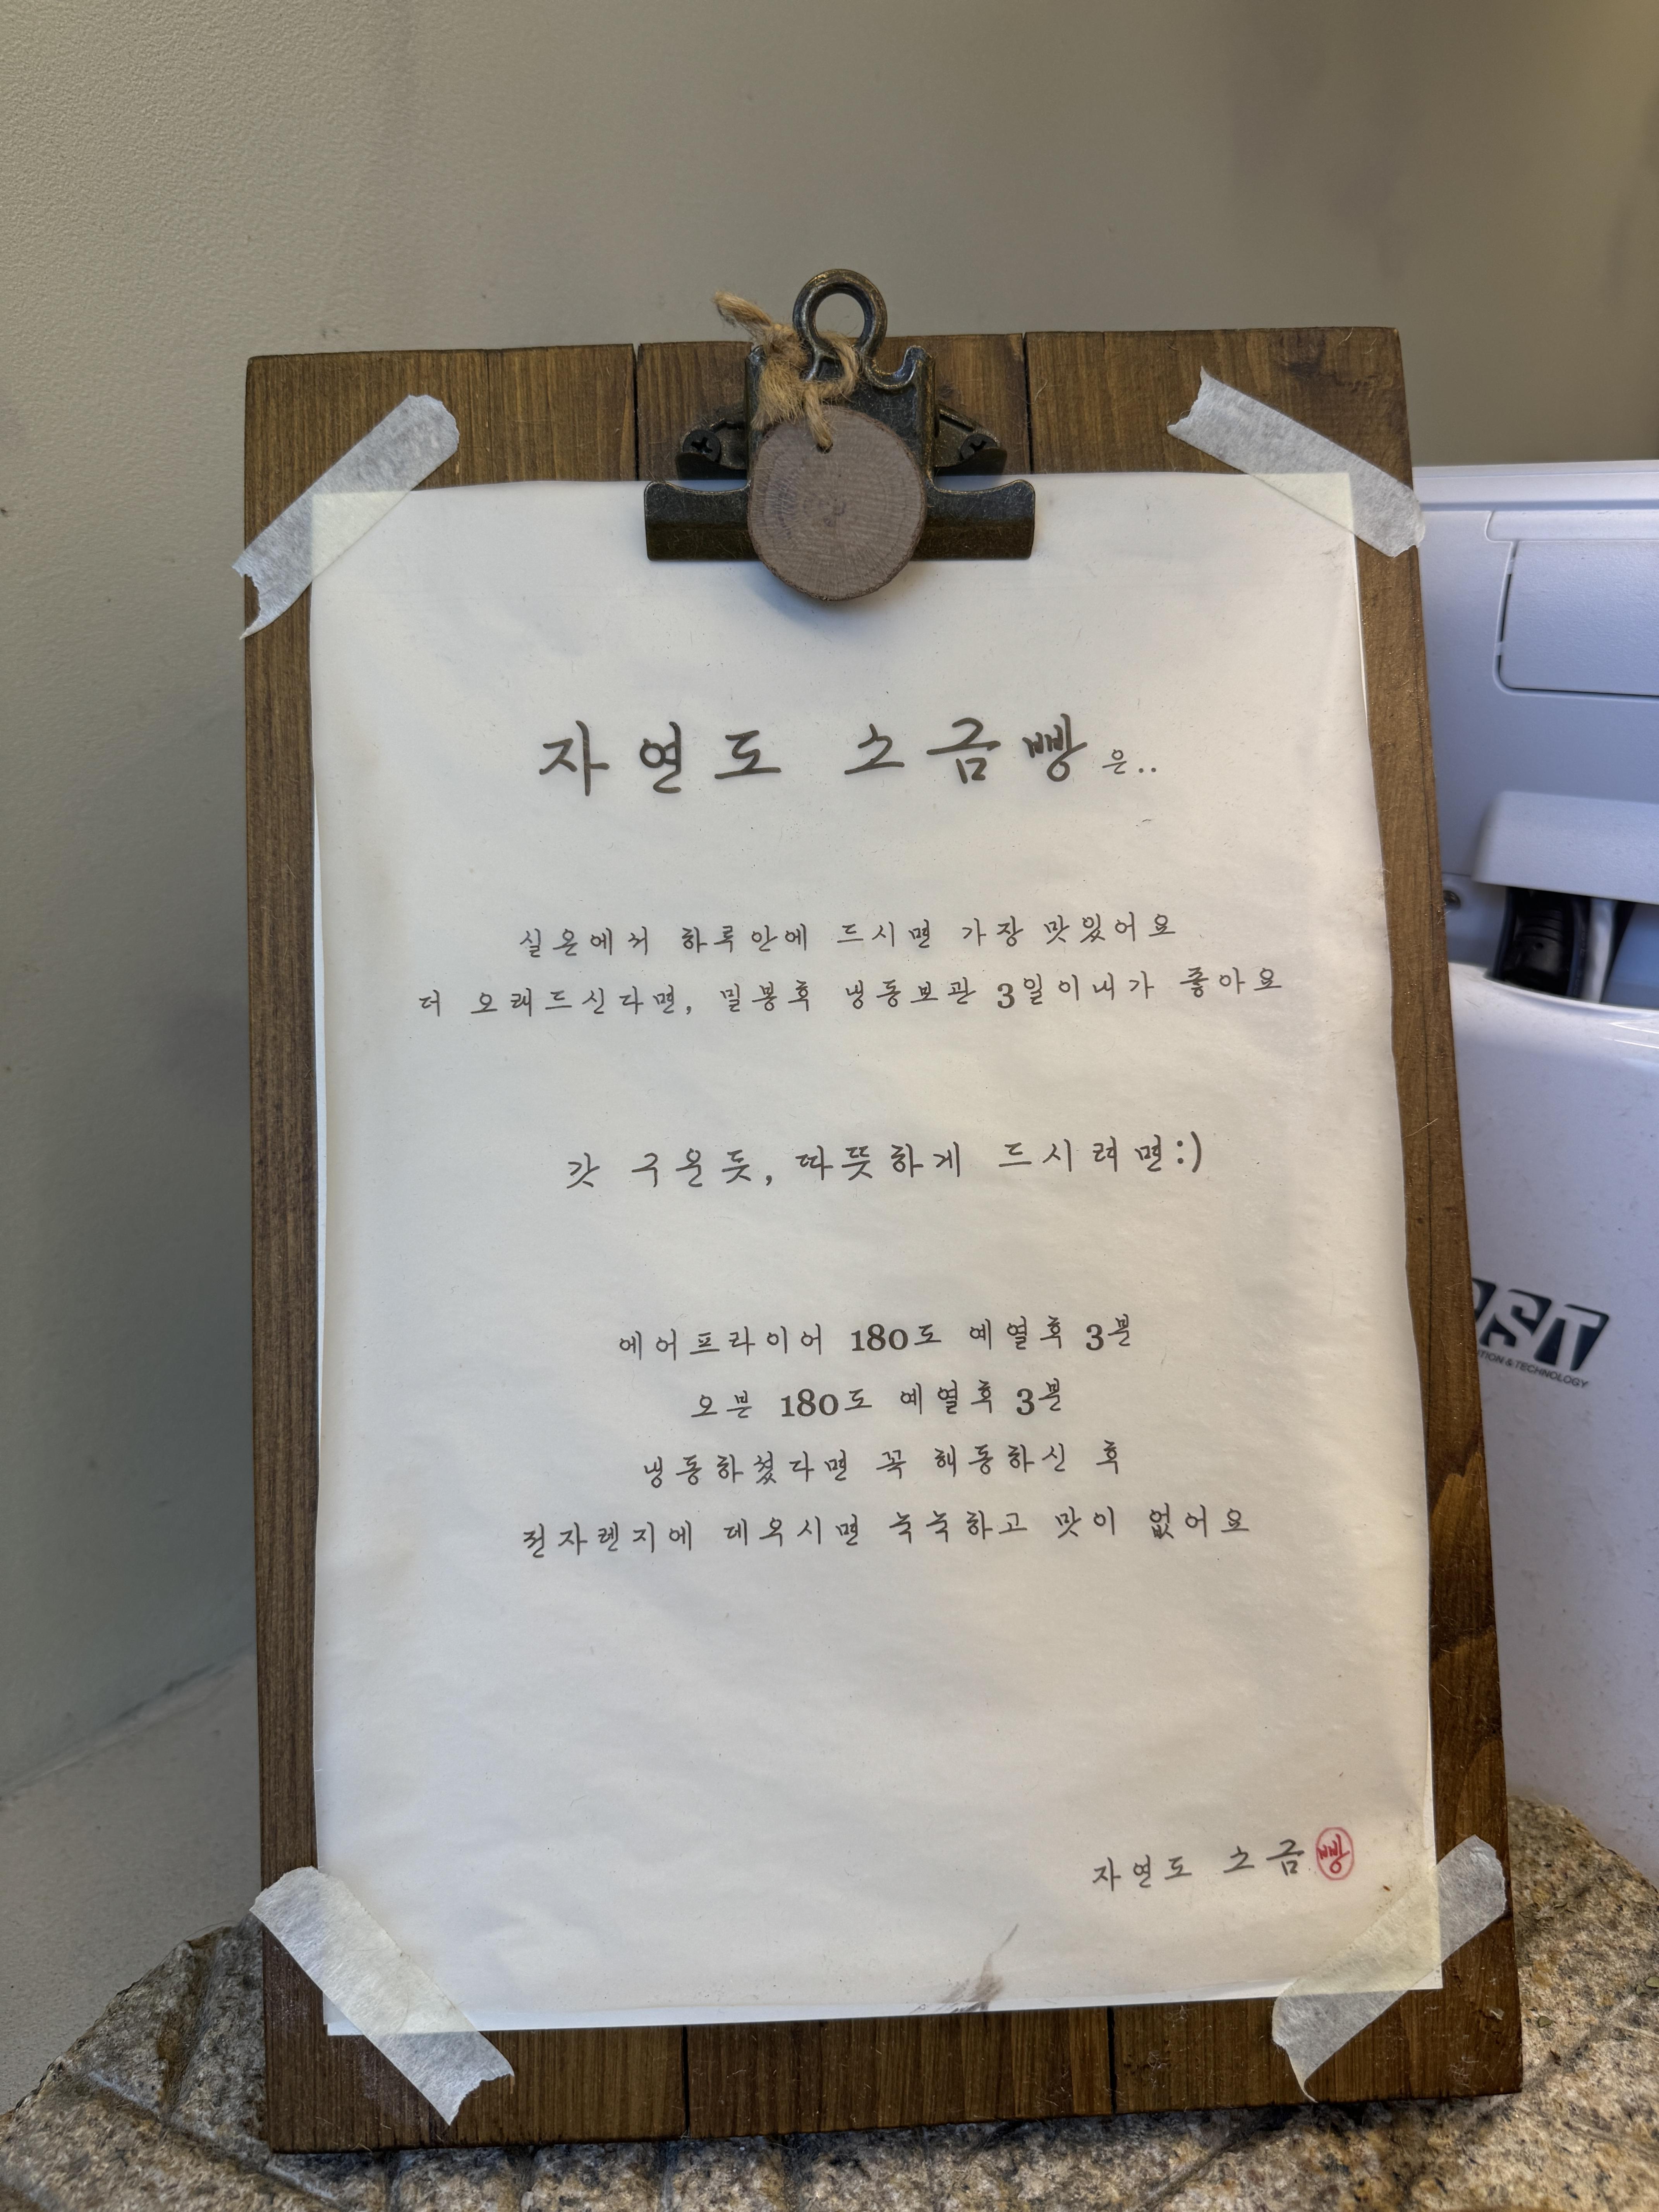 자연도 소금빵은..
실온에서 하루안에 드시면 가장 맛있어요
더 오래드신다면, 밀봉후 냉동보관 3일이내가 좋아요
갓 구운듯, 따뜻하게 드시려면:)
에어프라이어 180도 예열후 3분
오븐 180도 예열후 3분
냉동하셨다면 꼭 해동하신 후
전자렌지에 데우시면 눅눅하고 맛이 없어요
자연도 소금빵